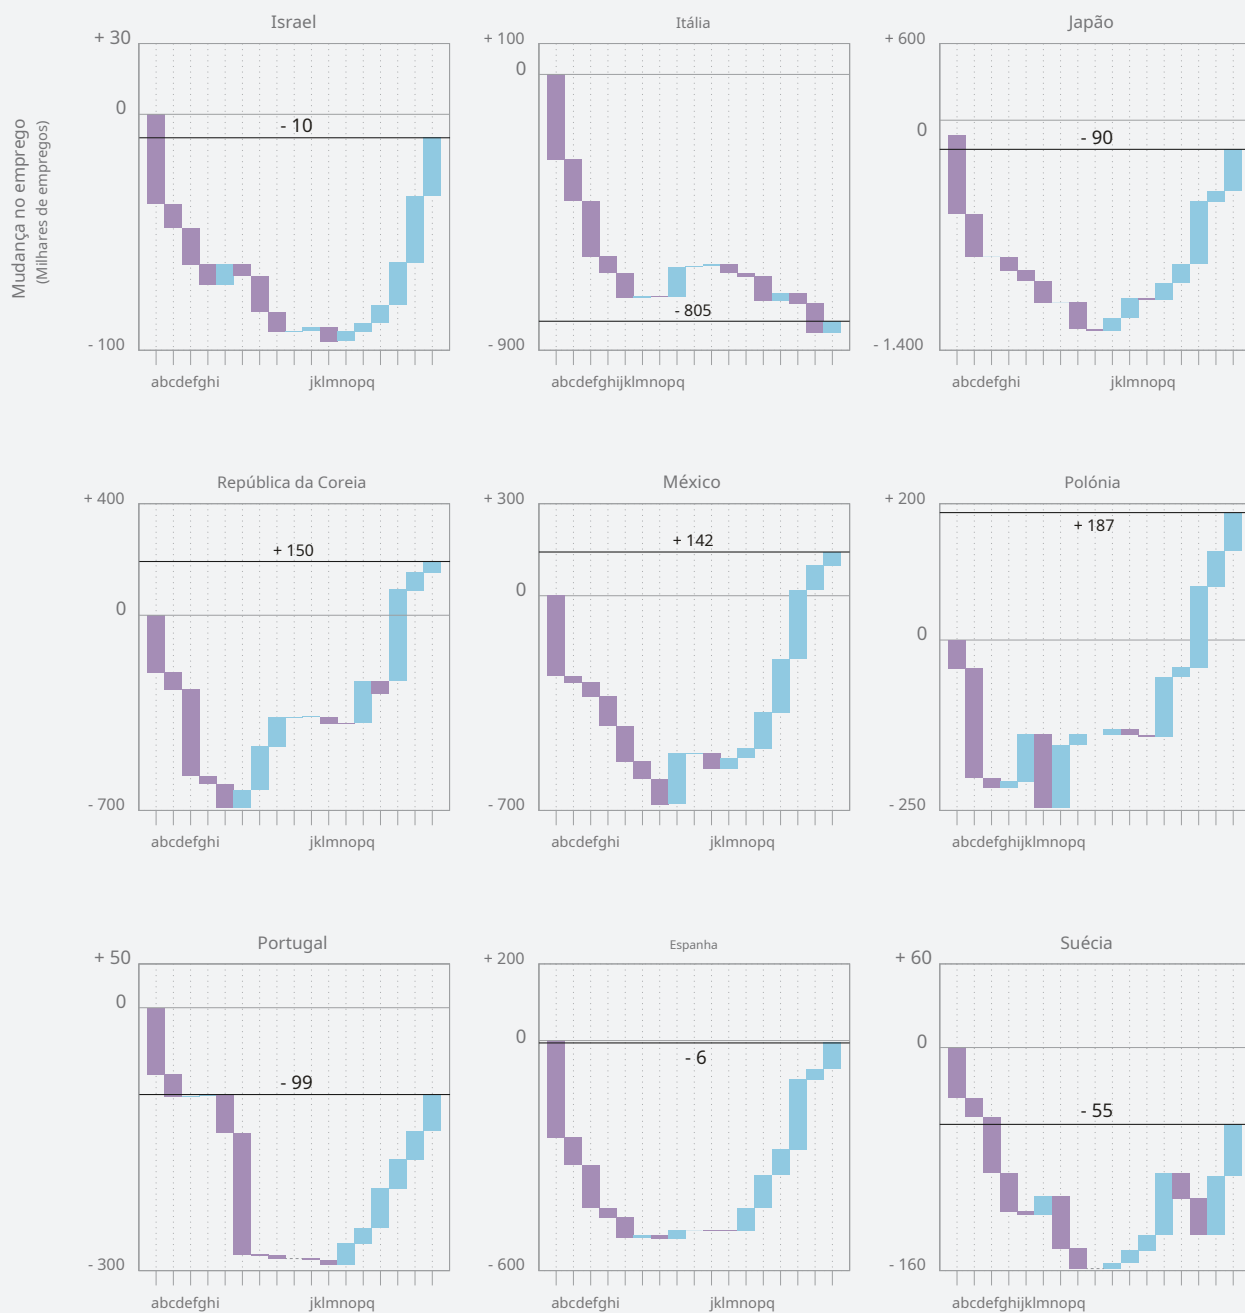 Mudança no emprego
(Milhares de empregos)
Israel
+ 30
0
- 10
- 100
abcdefghi jklmnopq
Itália
+ 100
0
- 805
- 900
abcdefghijklmnopq
Japão
+ 600
0
- 90
- 1.400
abcdefghi jklmnopq
República da Coreia
+ 400
+ 150
0
- 700
abcdefghi jklmnopq
México
+ 300
+ 142
0
- 700
abcdefghi jklmnopq
Polónia
+ 200
+ 187
0
- 250
abcdefghijklmnopq
Portugal
+ 50
0
- 99
- 300
abcdefghi jklmnopq
Espanha
+ 200
0
- 6
- 600
abcdefghi jklmnopq
Suécia
+ 60
0
- 55
- 160
abcdefghijklmnopq